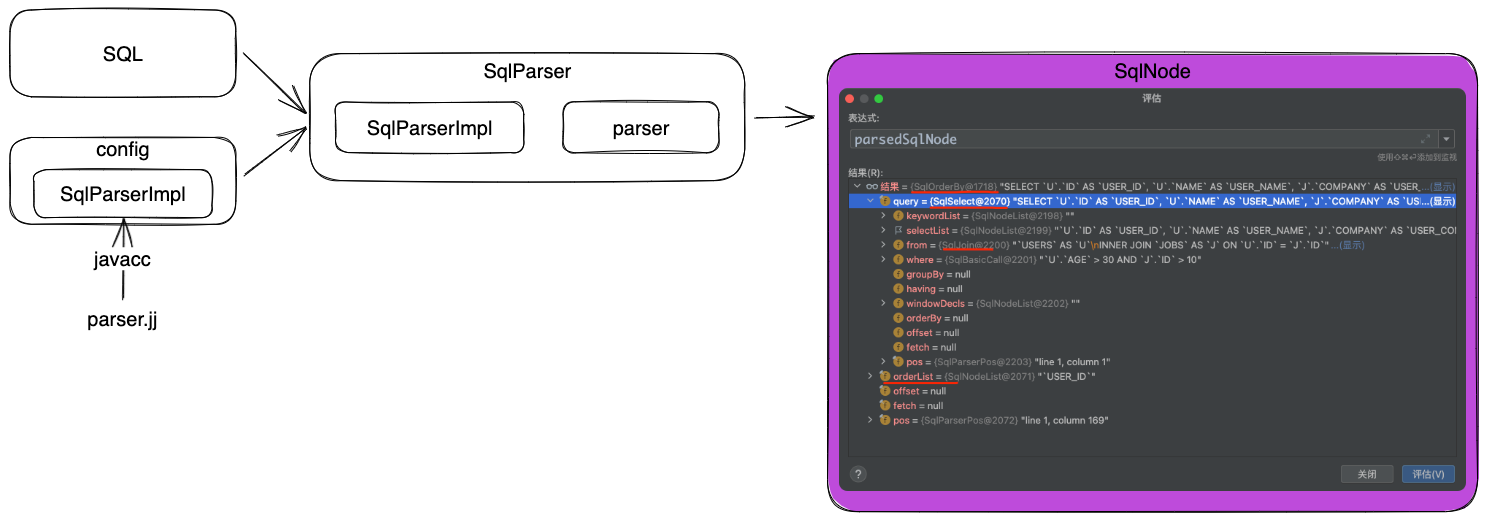 SQL
config
SqlParserImpl
javacc
parser.jj
SqlParser
SqlParserImpl
parser
SqlNode
评估
表达式:
parsedSqlNode
使用⇧⌘⏎添加到监视
结果(R):
结果 = {SqlOrderBy@1718} "SELECT `U`.`ID` AS `USER_ID`, `U`.`NAME` AS `USER_NAME`, `J`.`COMPANY` AS `USER_ ...(显示)
query = {SqlSelect@2070} "SELECT `U`.`ID` AS `USER_ID`, `U`.`NAME` AS `USER_NAME`, `J`.`COMPANY` AS `US(...(显示)
keywordList = {SqlNodeList@2198} ""
selectList = {SqlNodeList@2199} "`U`.`ID` AS `USER_ID`, `U`.`NAME` AS `USER_NAME`, `J`.`COMPANY` AS `USER_CO
from = {SqlJoin@2200} "`USERS` AS `U`\nINNER JOIN `JOBS` AS `J` ON `U`.`ID` = `J`.`ID`" ...(显示)
where = {SqlBasicCall@2201} "`U`.`AGE` > 30 AND `J`.`ID` > 10"
groupBy = null
having = null
windowDecls = {SqlNodeList@2202} ""
orderBy = null
offset = null
fetch = null
pos = {SqlParserPos@2203} "line 1, column 1"
orderList = {SqlNodeList@2071} "`USER_ID`"
offset = null
fetch = null
pos = {SqlParserPos@2072} "line 1, column 169"
?
关闭
评估(V)